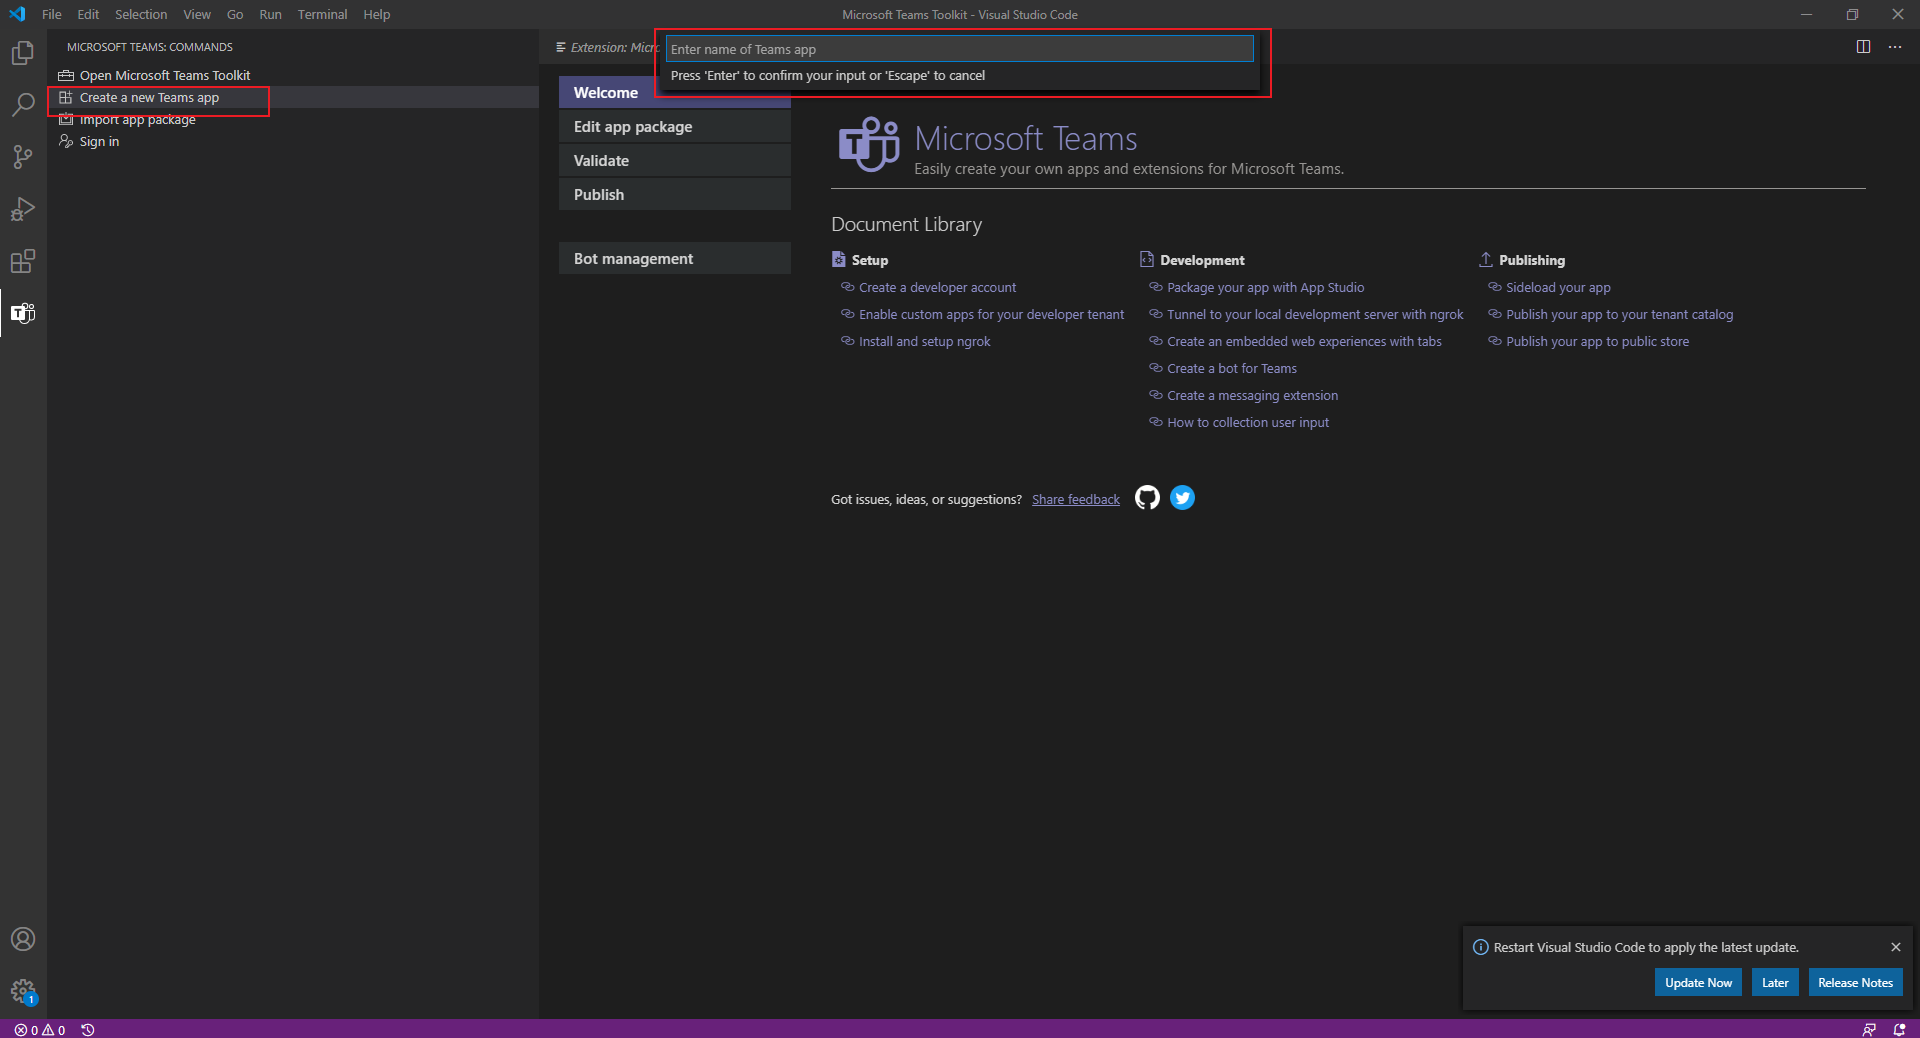 File Edit Selection View Go Run Terminal Help
Microsoft Teams Toolkit - Visual Studio Code
MICROSOFT TEAMS: COMMANDS
Open Microsoft Teams Toolkit
Create a new Teams app
Import app package
Sign in
Extension: Micro
Enter name of Teams app
Press 'Enter' to confirm your input or 'Escape' to cancel
Welcome
Edit app package
Validate
Publish
Bot management
T
Microsoft Teams
Easily create your own apps and extensions for Microsoft Teams.
Document Library
Setup
Create a developer account
Enable custom apps for your developer tenant
Install and setup ngrok
Development
Package your app with App Studio
Tunnel to your local development server with ngrok
Create an embedded web experiences with tabs
Create a bot for Teams
Create a messaging extension
How to collection user input
Publishing
Sideload your app
Publish your app to your tenant catalog
Publish your app to public store
Got issues, ideas, or suggestions? Share feedback
Restart Visual Studio Code to apply the latest update.
Update Now
Later
Release Notes
T
1
0 0